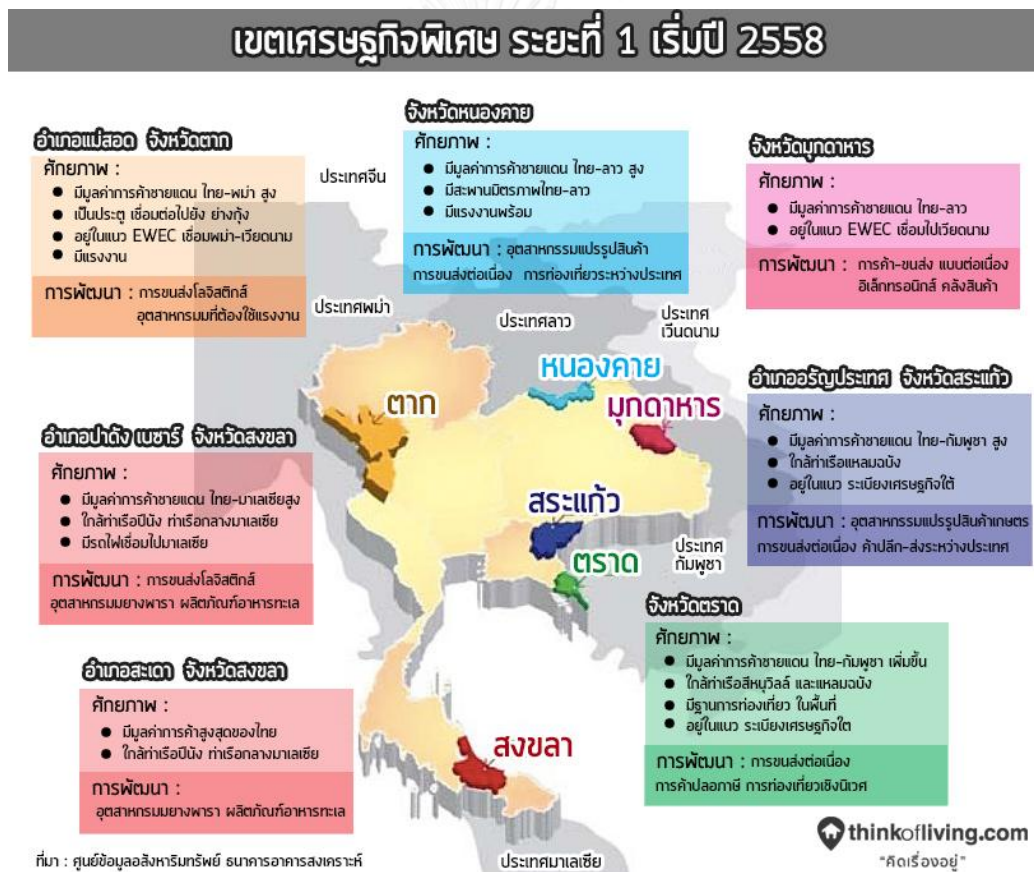 เขตเศรษฐกิจพิเศษ ระยะที่ 1 เริ่มปี 2558
อำเภอแม่สอด จังหวัดตาก
ศักยภาพ :
● มีมูลค่าการค้าชายแดน ไทย-พม่า สูง
● เป็นประตู เชื่อมต่อไปยัง ย่างกุ้ง
● อยู่ในแนว EWEC เชื่อมพม่า-เวียดนาม
● มีแรงงาน
การพัฒนา : การขนส่งโลจิสติกส์
อุตสาหกรมมที่ต้องใช้แรงงาน
จังหวัดหนองคาย
ศักยภาพ :
● มีมูลค่าการค้าชายแดน ไทย-ลาว สูง
● มีสะพานมิตรภาพไทย-ลาว
● มีแรงงานพร้อม
การพัฒนา : อุตสาหกรรมแปรรูปสินค้า
การขนส่งต่อเนื่อง การท่องเที่ยวระหว่างประเทศ
จังหวัดมุกดาหาร
ศักยภาพ :
● มีมูลค่าการค้าชายแดน ไทย-ลาว
● อยู่ในแนว EWEC เชื่อมไปเวียดนาม
การพัฒนา : การค้า-ขนส่ง แบบต่อเนื่อง
อิเล็กทรอนิกส์ คลังสินค้า
ประเทศจีน
ประเทศพม่า
ประเทศลาว
ประเทศ
เวีนดนาม
หนองคาย
ตาก
มุกดาหาร
สระแก้ว
ตราด
ประเทศ
กัมพูชา
สงขลา
ประเทศมาเลเซีย
อำเภอปาดัง เบซาร์ จังหวัดสงขลา
ศักยภาพ :
● มีมูลค่าการค้าชายแดน ไทย-มาเลเซียสูง
● ใกล้ท่าเรือปีนัง ท่าเรือกลางมาเลเซีย
● มีรถไฟเชื่อมไปมาเลเซีย
การพัฒนา : การขนส่งโลจิสติกส์
อุตสาหกรมมยางพารา ผลิตภัณฑ์อาหารทะเล
อำเภออรัญประเทศ จังหวัดสระแก้ว
ศักยภาพ :
● มีมูลค่าการค้าชายแดน ไทย-กัมพูชา สูง
● ใกล้ท่าเรือแหลมฉบัง
● อยู่ในแนว ระเบียงเศรษฐกิจใต้
การพัฒนา : อุตสาหกรรมแปรรูปสินค้าเกษตร
การขนส่งต่อเนื่อง ค้าปลีก-ส่งระหว่างประเทศ
อำเภอสะเดา จังหวัดสงขลา
ศักยภาพ :
● มีมูลค่าการค้าสูงสุดของไทย
● ใกล้ท่าเรือปีนัง ท่าเรือกลางมาเลเซีย
การพัฒนา :
อุตสาหกรมมยางพารา ผลิตภัณฑ์อาหารทะเล
จังหวัดตราด
ศักยภาพ :
● มีมูลค่าการค้าชายแดน ไทย-กัมพูชา เพิ่มขึ้น
● ใกล้ท่าเรือสีหนุวิลล์ และแหลมฉบัง
● มีฐานการท่องเที่ยว ในพื้นที่
● อยู่ในแนว ระเบียงเศรษฐกิจใต
การพัฒนา : การขนส่งต่อเนื่อง
การค้าปลอภาษี การท่องเที่ยวเชิงนิเวศ
ที่มา : ศูนย์ข้อมูลอสังหาริมทรัพย์ ธนาคารอาคารสงเคราะห์
thinkofliving.com
"คิดเรื่องอยู่"